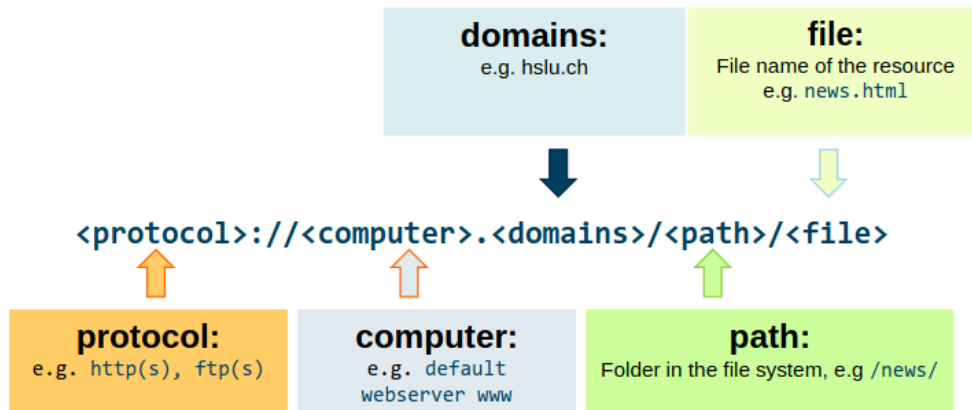 domains:
e.g. hslu.ch
file:
File name of the resource
e.g. news.html
<protocol>://<computer>.<domains>/<path>/<file>
protocol:
e.g. http(s), ftp(s)
computer:
e.g. default
webserver www
path:
Folder in the file system, e.g /news/